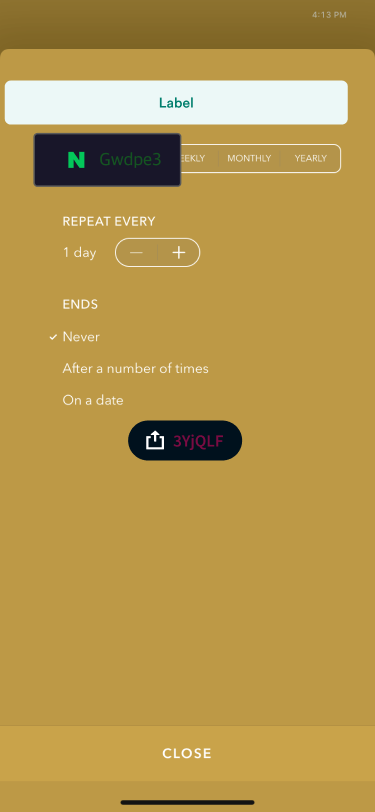 4:13 PM
Label
Gwdpe3
MONTHLY YEARLY
REPEAT EVERY
1 day
ENDS
Never
After a number of times
On a date
3YjQLF
CLOSE